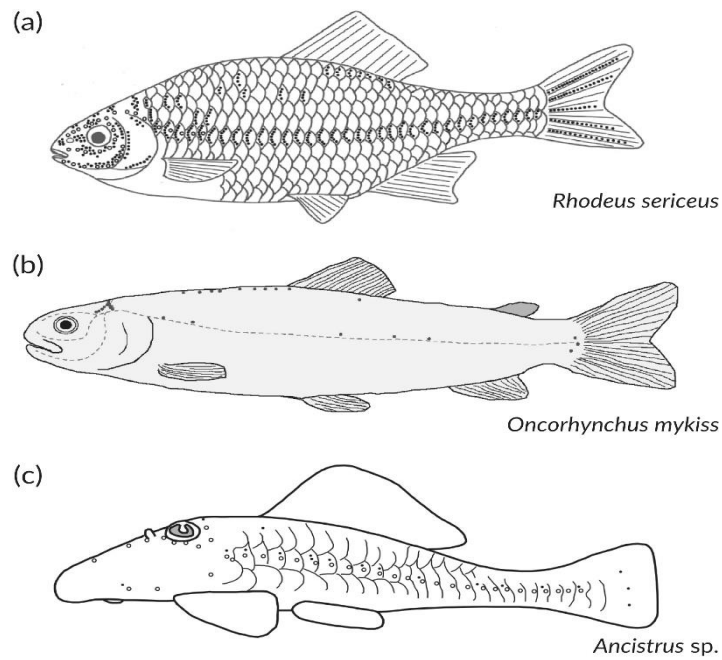 (a)
Rhodeus sericeus
(b)
Oncorhynchus mykiss
(c)
Ancistrus sp.